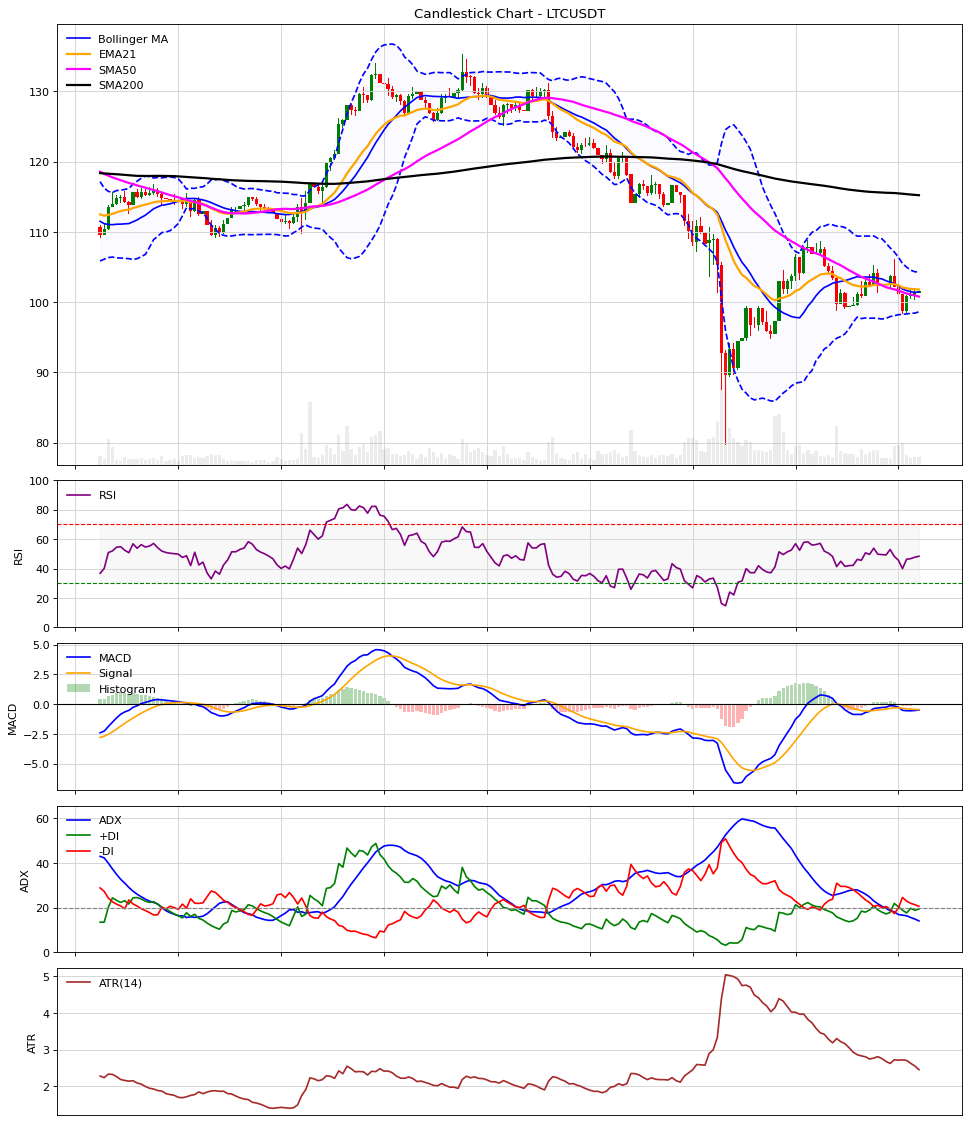 Candlestick Chart - LTCUSDT
Bollinger MA
EMA21
SMA50
SMA200
130
120
110
100
90
80
RSI
100
80
60
40
20
0
RSI
MACD
Signal
Histogram
5.0
2.5
0.0
−2.5
−5.0
MACD
ADX
+DI
-DI
60
40
20
0
ADX
ATR(14)
5
4
3
2
ATR